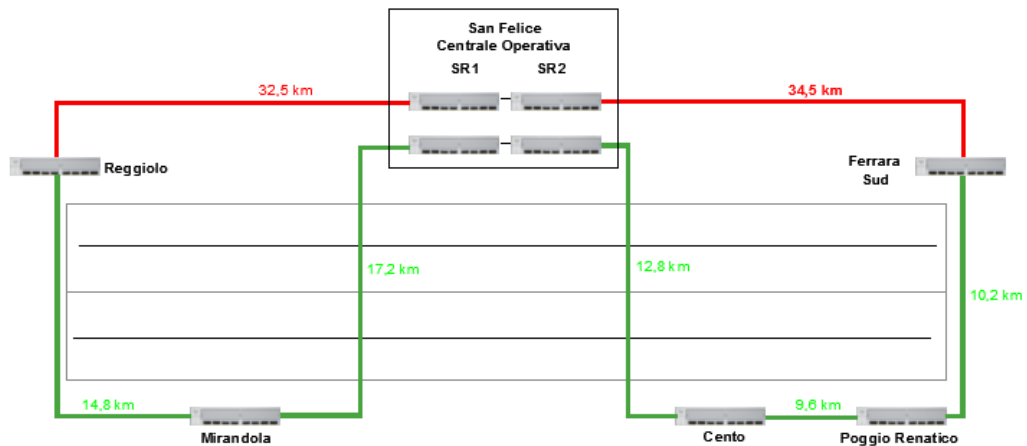 San Felice
Centrale Operativa
SR1 SR2
32,5 km
34,5 km
Reggiolo
Ferrara
Sud
17,2 km
12,8 km
10,2 km
14,8 km
9,6 km
Mirandola
Cento
Poggio Renatico